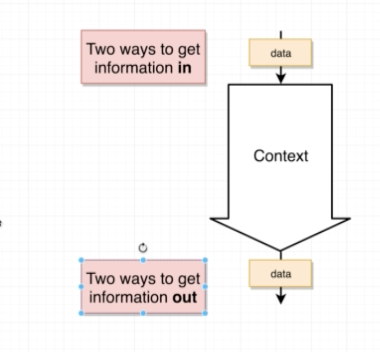 Two ways to get
information in
data
Context
Two ways to get
information out
data